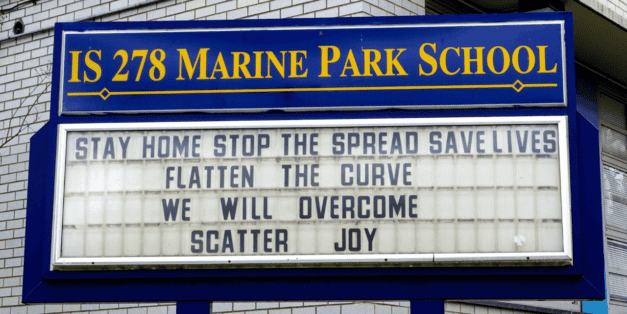 IS 278 MARINE PARK SCHOOL
STAY HOME STOP THE SPREAD SAVE LIVES
FLATTEN THE CURVE
WE WILL OVERCOME
SCATTER JOY